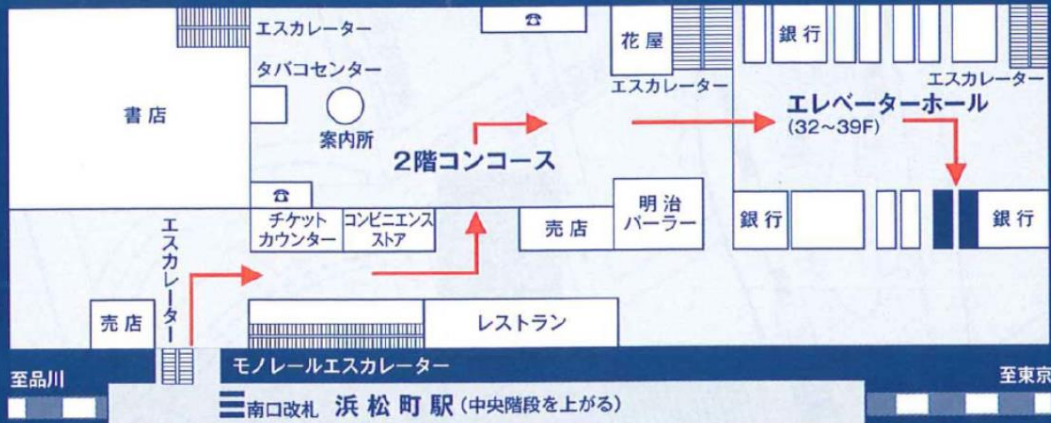 エスカレーター
☎
花屋
銀行
タバコセンター
エスカレーター
エスカレーター
書店
案内所
エレベーターホール
(32〜39F)
2階コンコース
☎
チケット
カウンター
コンビニエンス
ストア
売店
明治
パーラー
銀行
銀行
エスカレーター
売店
レストラン
モノレールエスカレーター
至品川
至東京
南口改札 浜松町駅(中央階段を上がる)